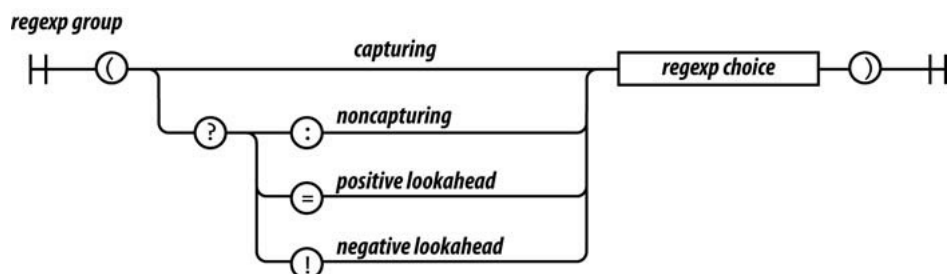 regexp group
( capturing regexp choice )
? : noncapturing
= positive lookahead
! negative lookahead